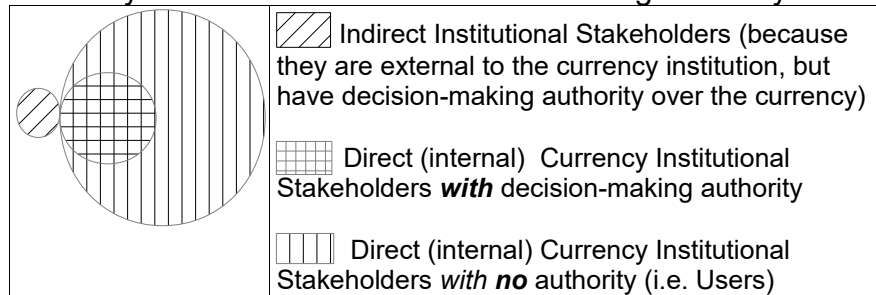 Indirect Institutional Stakeholders (because
they are external to the currency institution, but
have decision-making authority over the currency)
Direct (internal) Currency Institutional
Stakeholders with decision-making authority
Direct (internal) Currency Institutional
Stakeholders with no authority (i.e. Users)